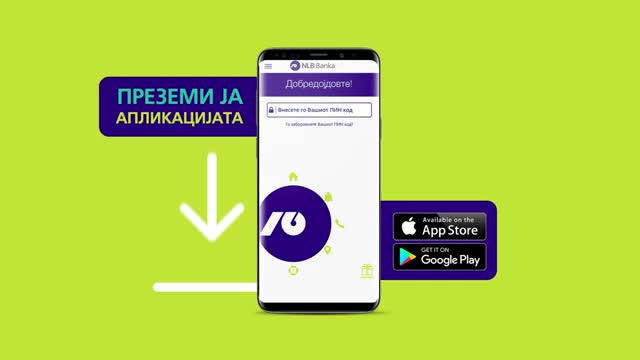 ПРЕЗЕМИ ЈА
АПЛИКАЦИЈАТА
NLB Banka
Добредојдовте!
Внесете го Вашиот ПИН код
Го заборавивте Вашиот ПИН код?
Available on the
App Store
GET IT ON
Google Play